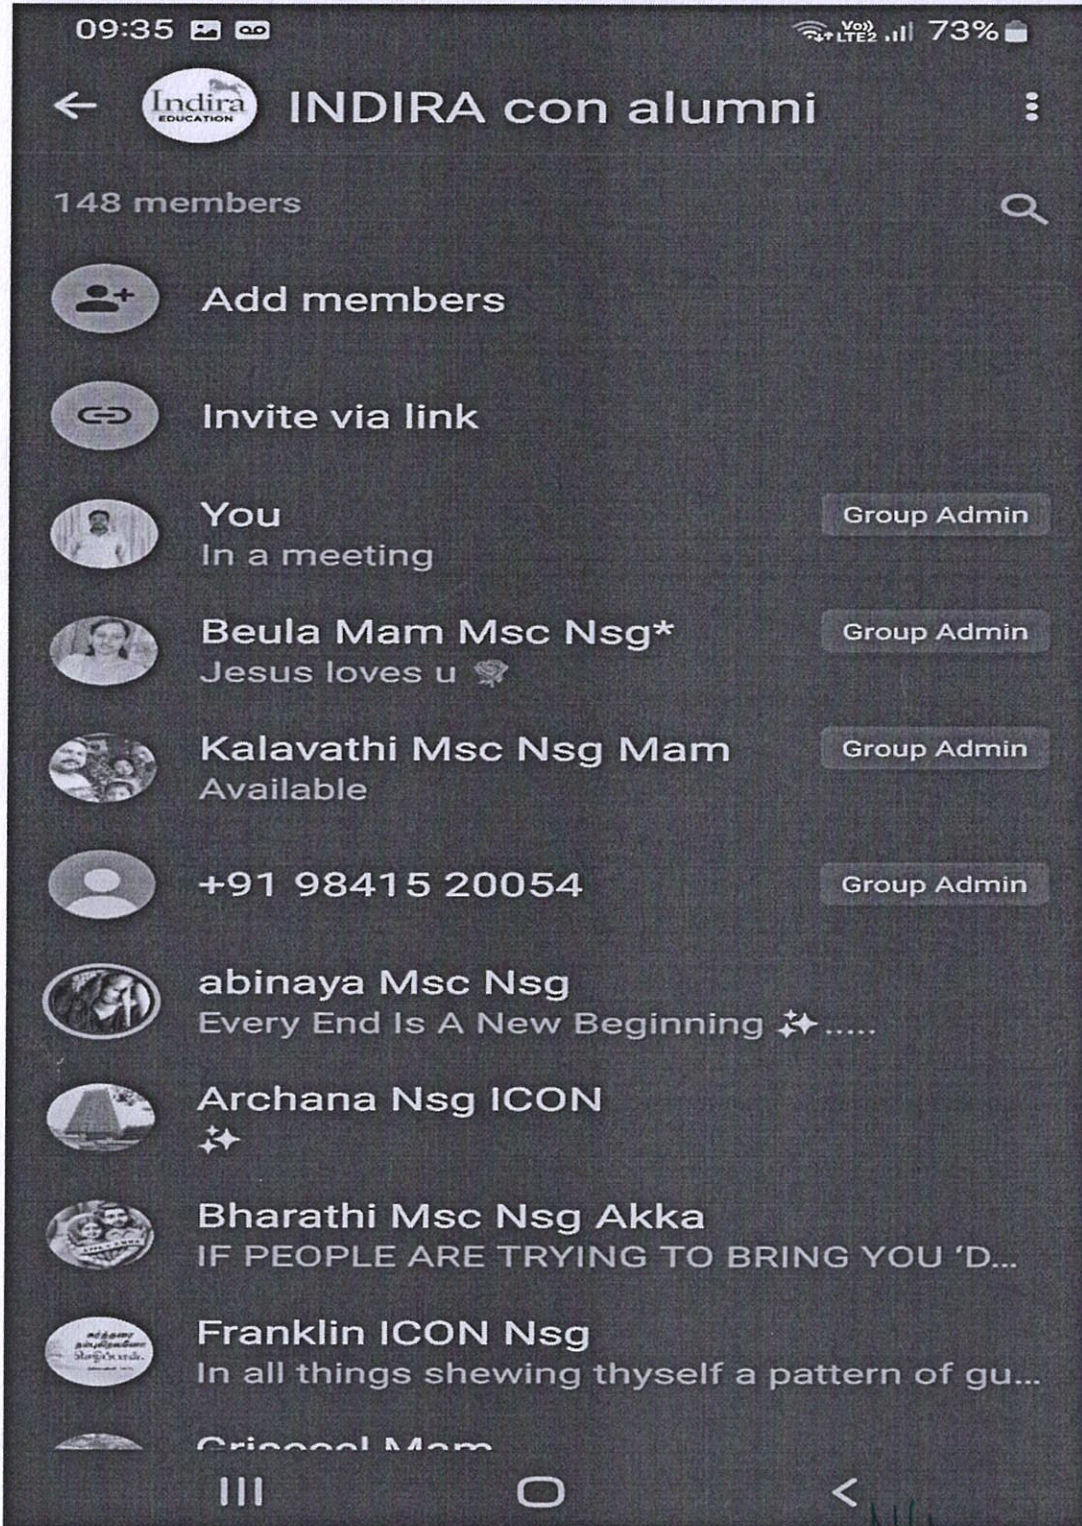 09:35
Vo))
LTE2
73%
Indira
EDUCATION
INDIRA con alumni
148 members
Add members
Invite via link
You
Group Admin
In a meeting
Beula Mam Msc Nsg*
Group Admin
Jesus loves u
Kalavathi Msc Nsg Mam
Group Admin
Available
+91 98415 20054
Group Admin
abinaya Msc Nsg
Every End Is A New Beginning ✨.....
Archana Nsg ICON
Bharathi Msc Nsg Akka
IF PEOPLE ARE TRYING TO BRING YOU ‘D...
Franklin ICON Nsg
In all things shewing thyself a pattern of gu...
Mam